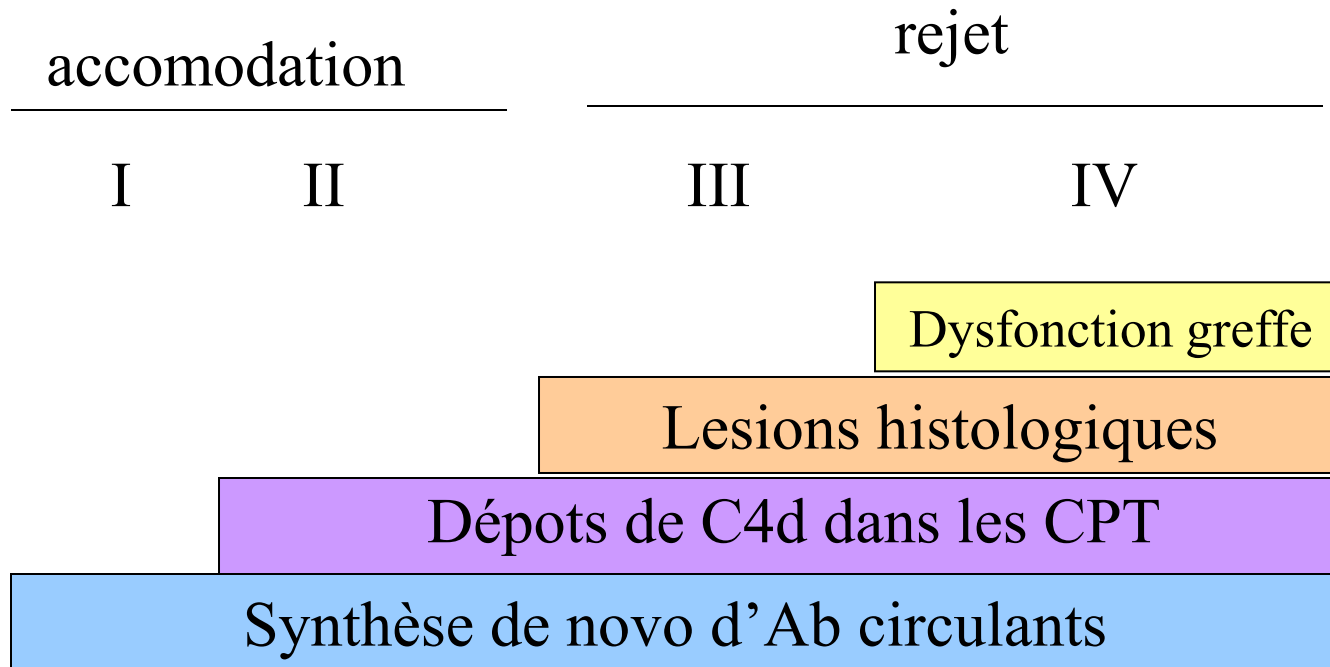 accomodation
rejet
I II III IV
Dysfonction greffe
Lesions histologiques
Dépots de C4d dans les CPT
Synthèse de novo d’Ab circulants